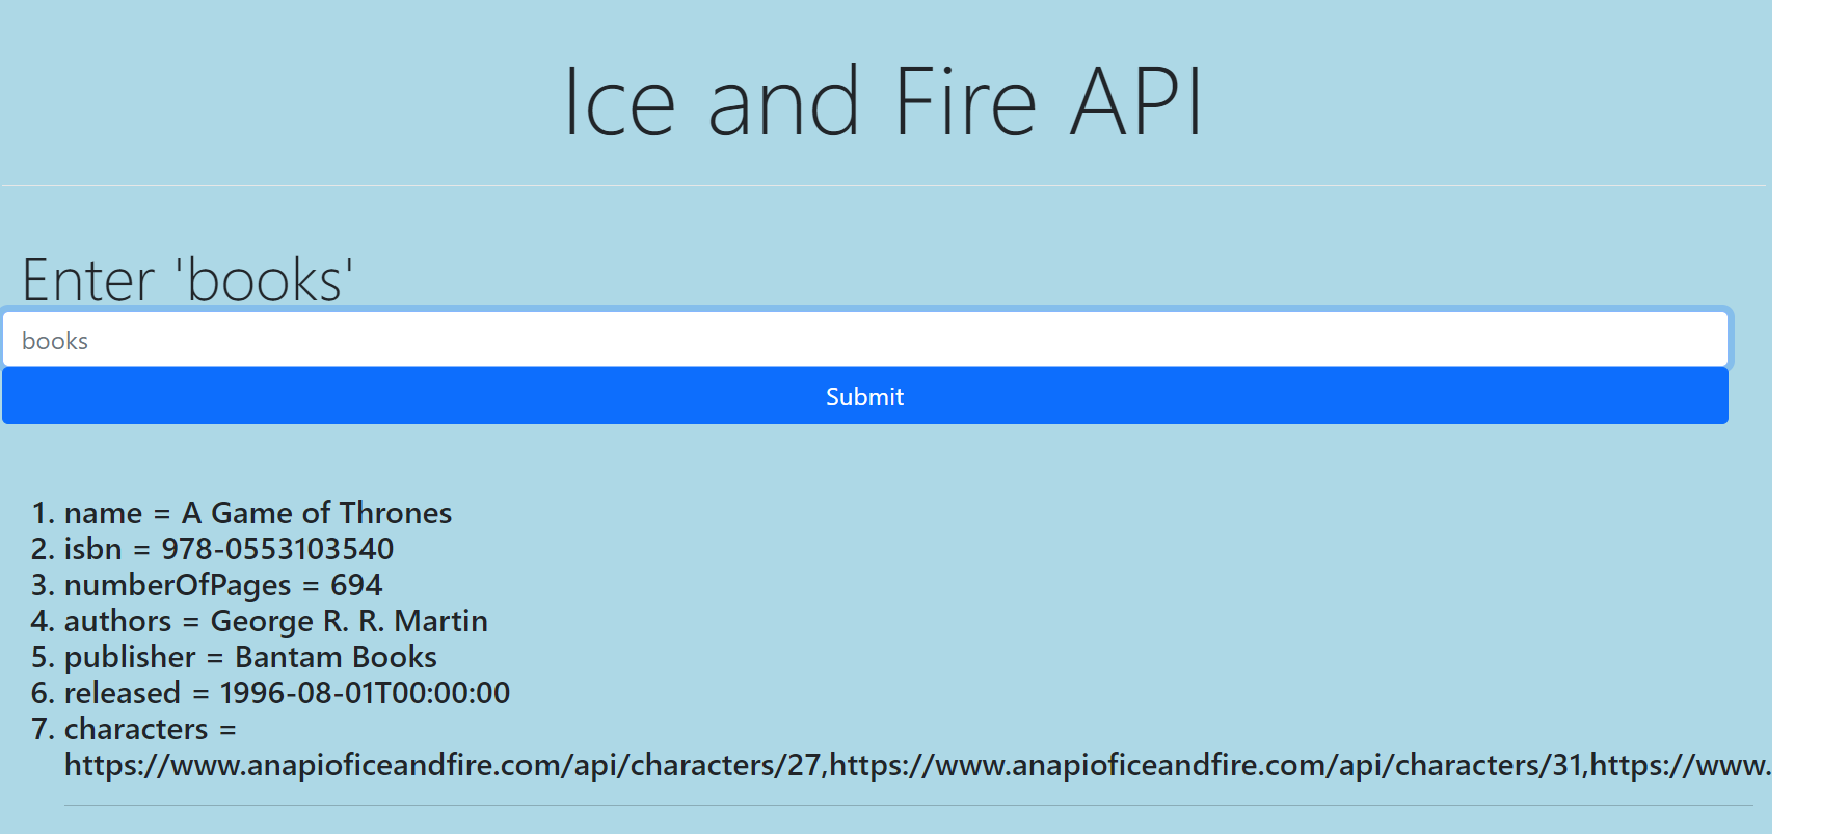 Ice and Fire API
Enter 'books'
books
Submit
1. name = A Game of Thrones
2. isbn = 978-0553103540
3. numberOfPages = 694
4. authors = George R. R. Martin
5. publisher = Bantam Books
6. released = 1996-08-01T00:00:00
7. characters =
https://www.anapioficeandfire.com/api/characters/27,https://www.anapioficeandfire.com/api/characters/31,https://www.